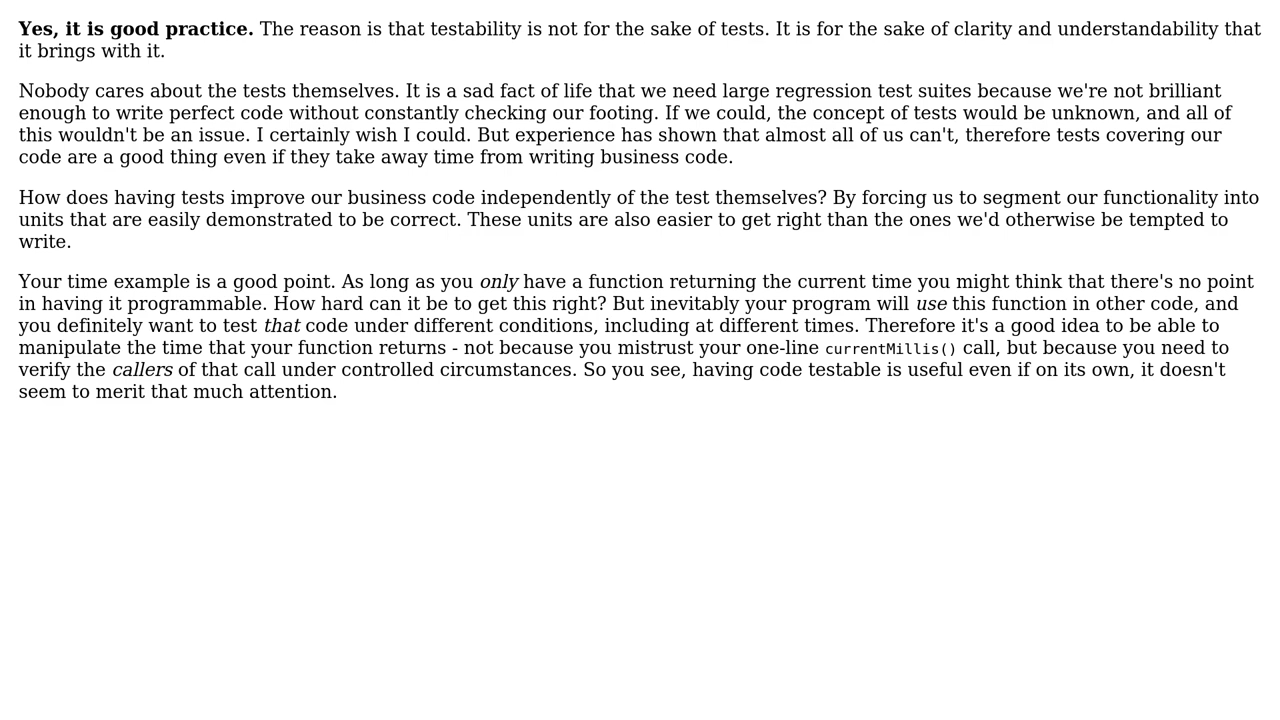 Yes, it is good practice. The reason is that testability is not for the sake of tests. It is for the sake of clarity and understandability that
it brings with it.
Nobody cares about the tests themselves. It is a sad fact of life that we need large regression test suites because we're not brilliant
enough to write perfect code without constantly checking our footing. If we could, the concept of tests would be unknown, and all of
this wouldn't be an issue. I certainly wish I could. But experience has shown that almost all of us can't, therefore tests covering our
code are a good thing even if they take away time from writing business code.
How does having tests improve our business code independently of the test themselves? By forcing us to segment our functionality into
units that are easily demonstrated to be correct. These units are also easier to get right than the ones we'd otherwise be tempted to
write.
Your time example is a good point. As long as you only have a function returning the current time you might think that there's no point
in having it programmable. How hard can it be to get this right? But inevitably your program will use this function in other code, and
you definitely want to test that code under different conditions, including at different times. Therefore it's a good idea to be able to
manipulate the time that your function returns - not because you mistrust your one-line currentMillis() call, but because you need to
verify the callers of that call under controlled circumstances. So you see, having code testable is useful even if on its own, it doesn't
seem to merit that much attention.